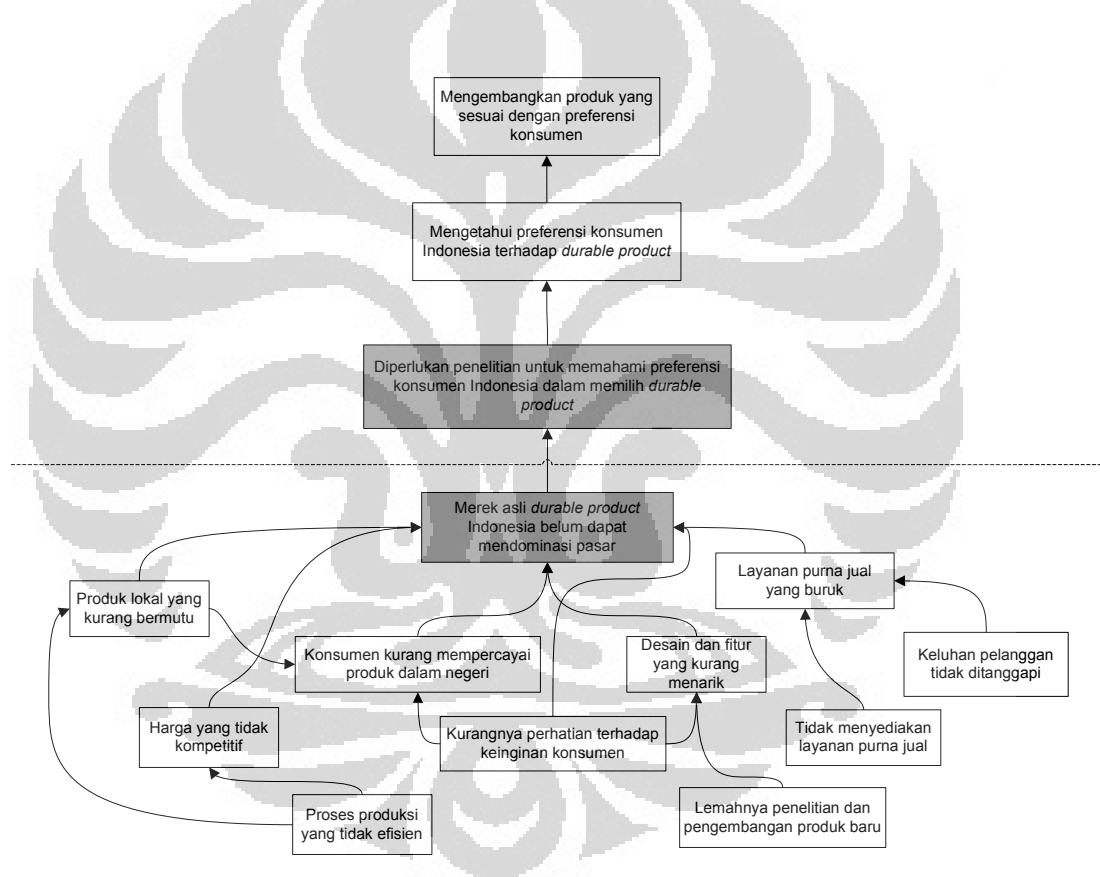 Mengembangkan produk yang
sesuai dengan preferensi
konsumen
Mengetahui preferensi konsumen
Indonesia terhadap durable product
Diperlukan penelitian untuk memahami preferensi
konsumen Indonesia dalam memilih durable
product
Merek asli durable product
Indonesia belum dapat
mendominasi pasar
Produk lokal yang
kurang bermutu
Layanan purna jual
yang buruk
Konsumen kurang mempercayai
produk dalam negeri
Desain dan fitur
yang kurang
menarik
Keluhan pelanggan
tidak ditanggapi
Harga yang tidak
kompetitif
Kurangnya perhatian terhadap
keinginan konsumen
Tidak menyediakan
layanan purna jual
Proses produksi
yang tidak efisien
Lemahnya penelitian dan
pengembangan produk baru